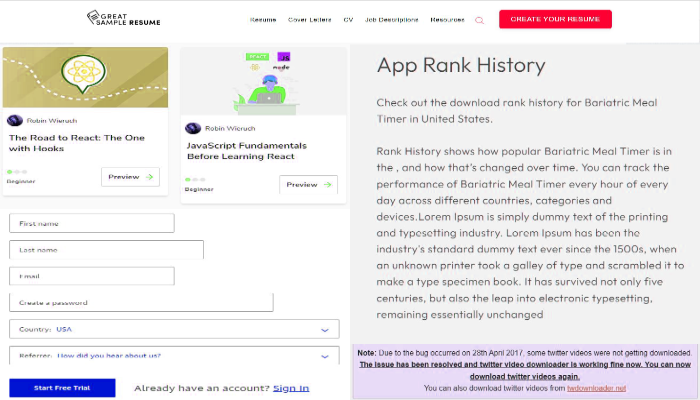 GREAT
SAMPLE RESUME
Resume Cover Letters CV Job Descriptions Resources
CREATE YOUR RESUME
Robin Wieruch
The Road to React: The One
with Hooks
Beginner
Preview
REACT
JS
node
Robin Wieruch
JavaScript Fundamentals
Before Learning React
Beginner
Preview
First name
Last name
Email
Create a password
Country: USA
Referrer: How did you hear about us?
Start Free Trial
Already have an account? Sign In
App Rank History
Check out the download rank history for Bariatric Meal
Timer in United States.
Rank History shows how popular Bariatric Meal Timer is in
the , and how that's changed over time. You can track the
performance of Bariatric Meal Timer every hour of every
day across different countries, categories and
devices.Lorem Ipsum is simply dummy text of the printing
and typesetting industry. Lorem Ipsum has been the
industry's standard dummy text ever since the 1500s, when
an unknown printer took a galley of type and scrambled it to
make a type specimen book. It has survived not only five
centuries, but also the leap into electronic typesetting,
remaining essentially unchanged
Note: Due to the bug occurred on 28th April 2017, some twitter videos were not getting downloaded.
The issue has been resolved and twitter video downloader is working fine now. You can now
download twitter videos again.
You can also download twitter videos from twdownloader.net